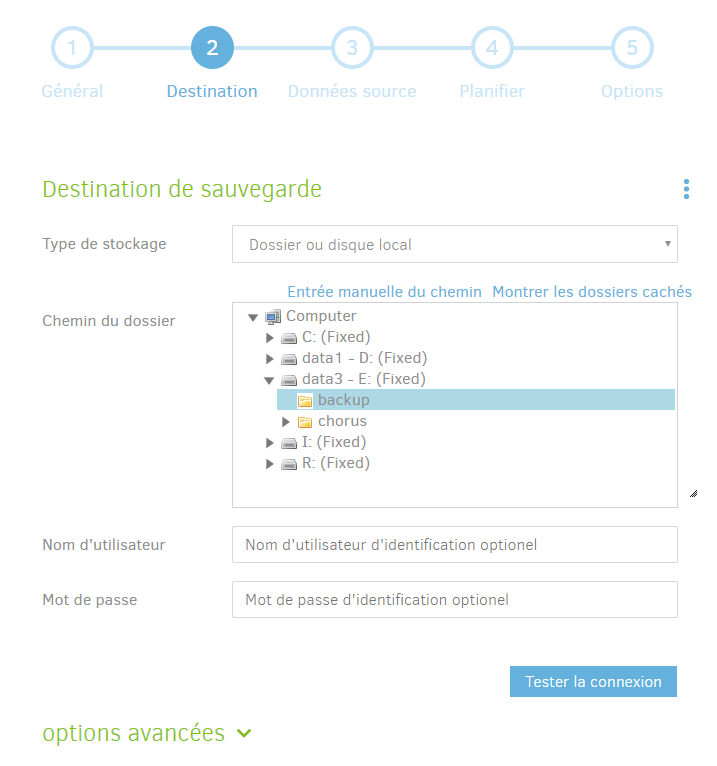 1 2 3 4 5
Général Destination Données source Planifier Options
Destination de sauvegarde
Type de stockage Dossier ou disque local
Entrée manuelle du chemin Montrer les dossiers cachés
Chemin du dossier
Computer
C: (Fixed)
data1 - D: (Fixed)
data3 - E: (Fixed)
backup
chorus
I: (Fixed)
R: (Fixed)
Nom d'utilisateur Nom d'utilisateur d'identification optionel
Mot de passe Mot de passe d'identification optionel
Tester la connexion
options avancées